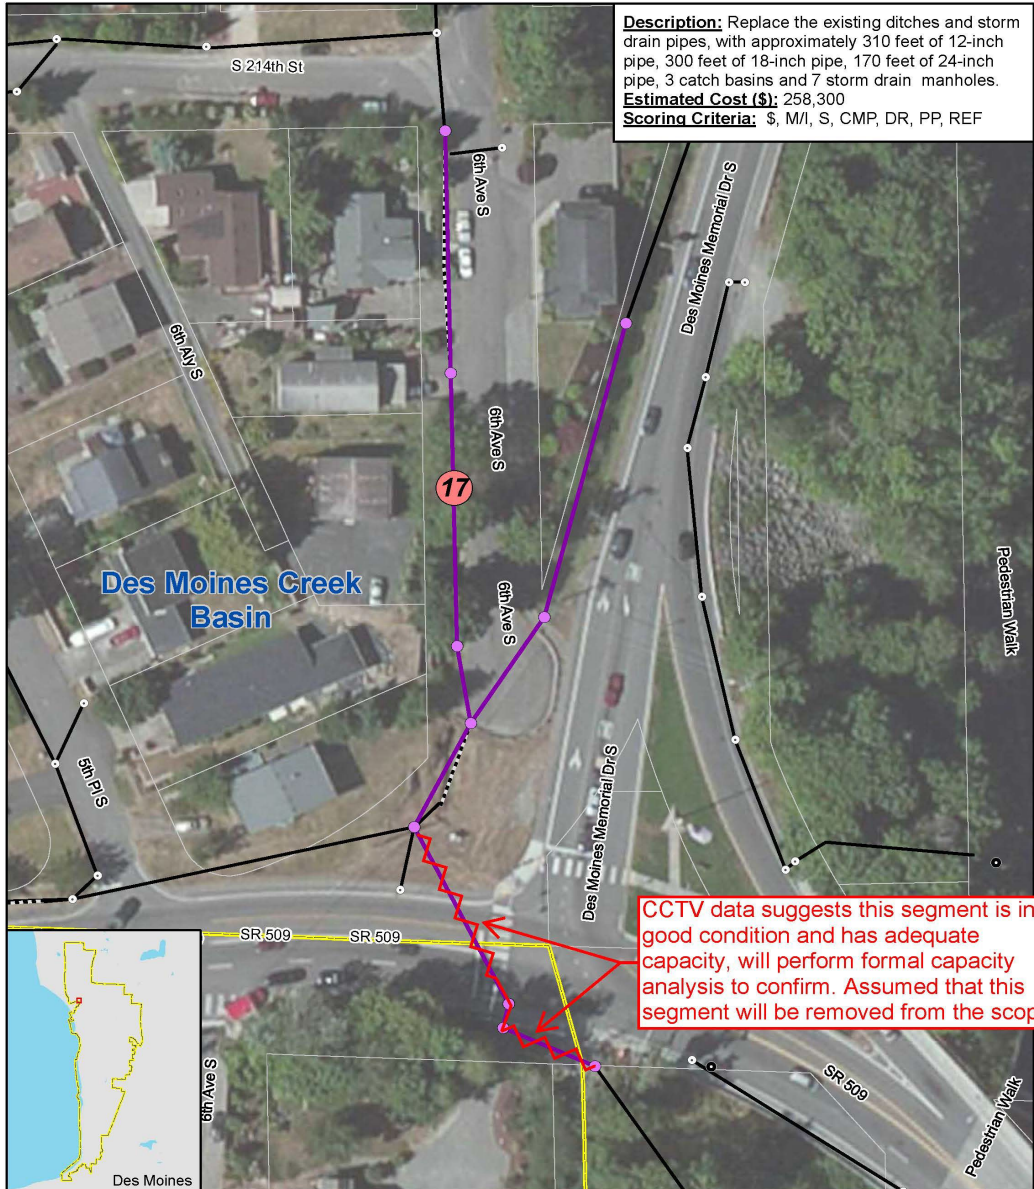 Description: Replace the existing ditches and storm
drain pipes, with approximately 310 feet of 12-inch
pipe, 300 feet of 18-inch pipe, 170 feet of 24-inch
pipe, 3 catch basins and 7 storm drain manholes.
Estimated Cost ($): 258,300
Scoring Criteria: $, M/I, S, CMP, DR, PP, REF
S 214th St
6th Ave S
Des Moines Memorial Dr S
6th Aly S
6th Ave S
17
Des Moines Creek
Basin
6th Ave S
Pedestrian Walk
5th Pl S
Des Moines Memorial Dr S
CCTV data suggests this segment is in
good condition and has adequate
capacity, will perform formal capacity
analysis to confirm. Assumed that this
segment will be removed from the scop
SR 509
SR 509
6th Ave S
SR 509
Pedestrian Walk
Des Moines